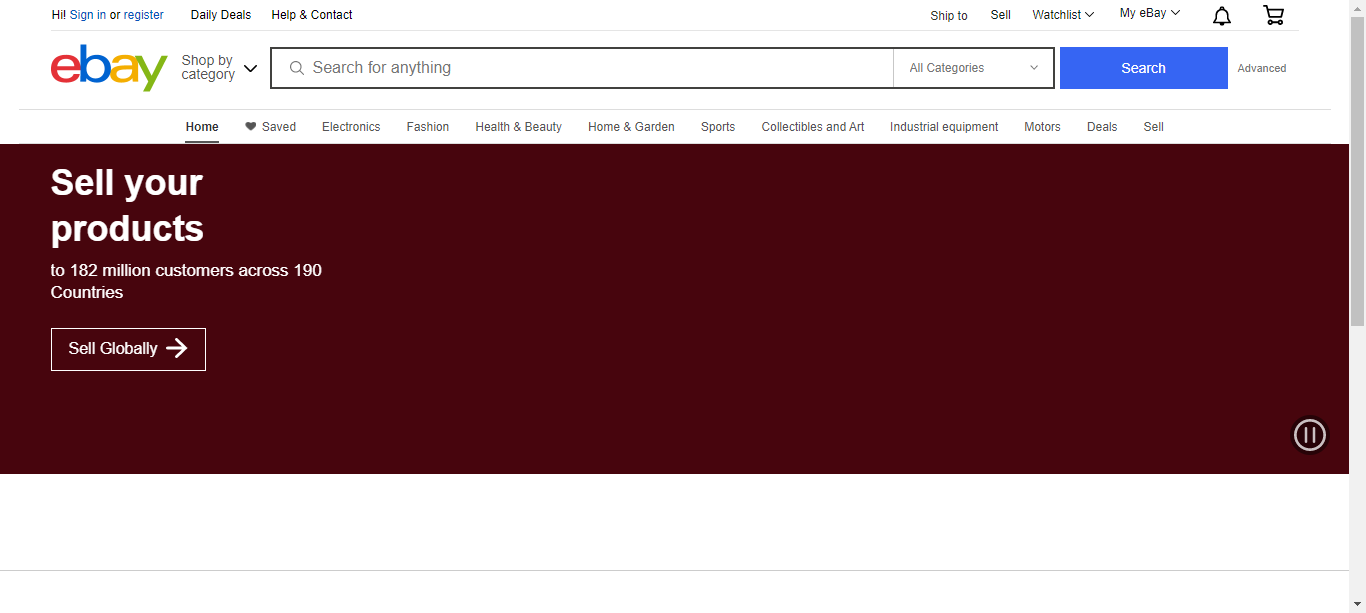 Hi! Sign in or register Daily Deals Help & Contact Ship to Sell Watchlist My eBay
ebay Shop by category Search for anything All Categories Search Advanced
Home Saved Electronics Fashion Health & Beauty Home & Garden Sports Collectibles and Art Industrial equipment Motors Deals Sell
Sell your
products
to 182 million customers across 190
Countries
Sell Globally